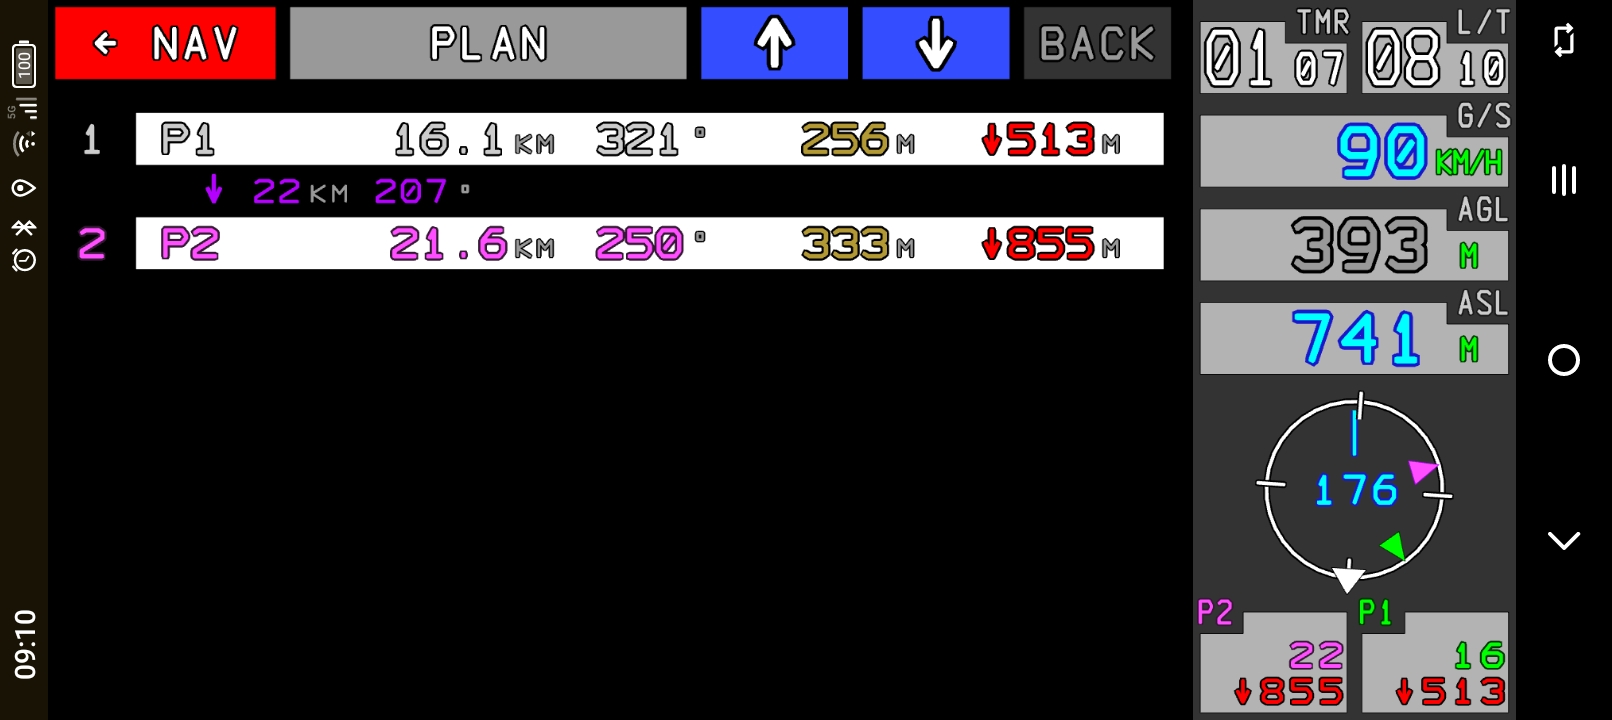 ← NAV PLAN ↑ ↓ BACK
1 P1 16.1 KM 321° 256 M ↓513 M
↓ 22 KM 207°
2 P2 21.6 KM 250° 333 M ↓855 M
TMR L/T
01 07 08 10
G/S
90 KM/H
AGL
393 M
ASL
741 M
176
P2 P1
22 16
↓855 ↓513
100
5G
09:10